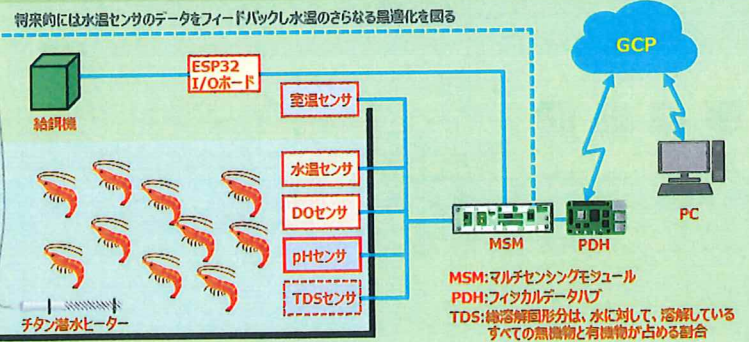 将来的には水温センサのデータをフィードバックし水温のさらなる最適化を図る
GCP
ESP32
I/Oボード
給餌機
室温センサ
水温センサ
DOセンサ
pHセンサ
TDSセンサ
チタン潜水ヒーター
MSM
PDH
PC
MSM:マルチセンシングモジュール
PDH:フィジカルデータハブ
TDS:総溶解固形分は、水に対して、溶解している
すべての無機物と有機物が占める割合